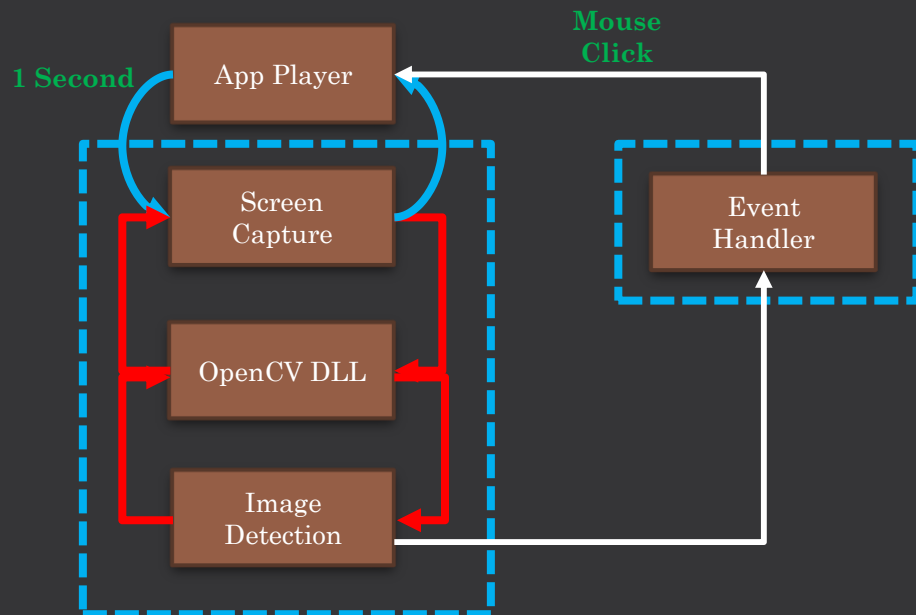 Mouse
Click
1 Second
App Player
Screen
Capture
Event
Handler
OpenCV DLL
Image
Detection